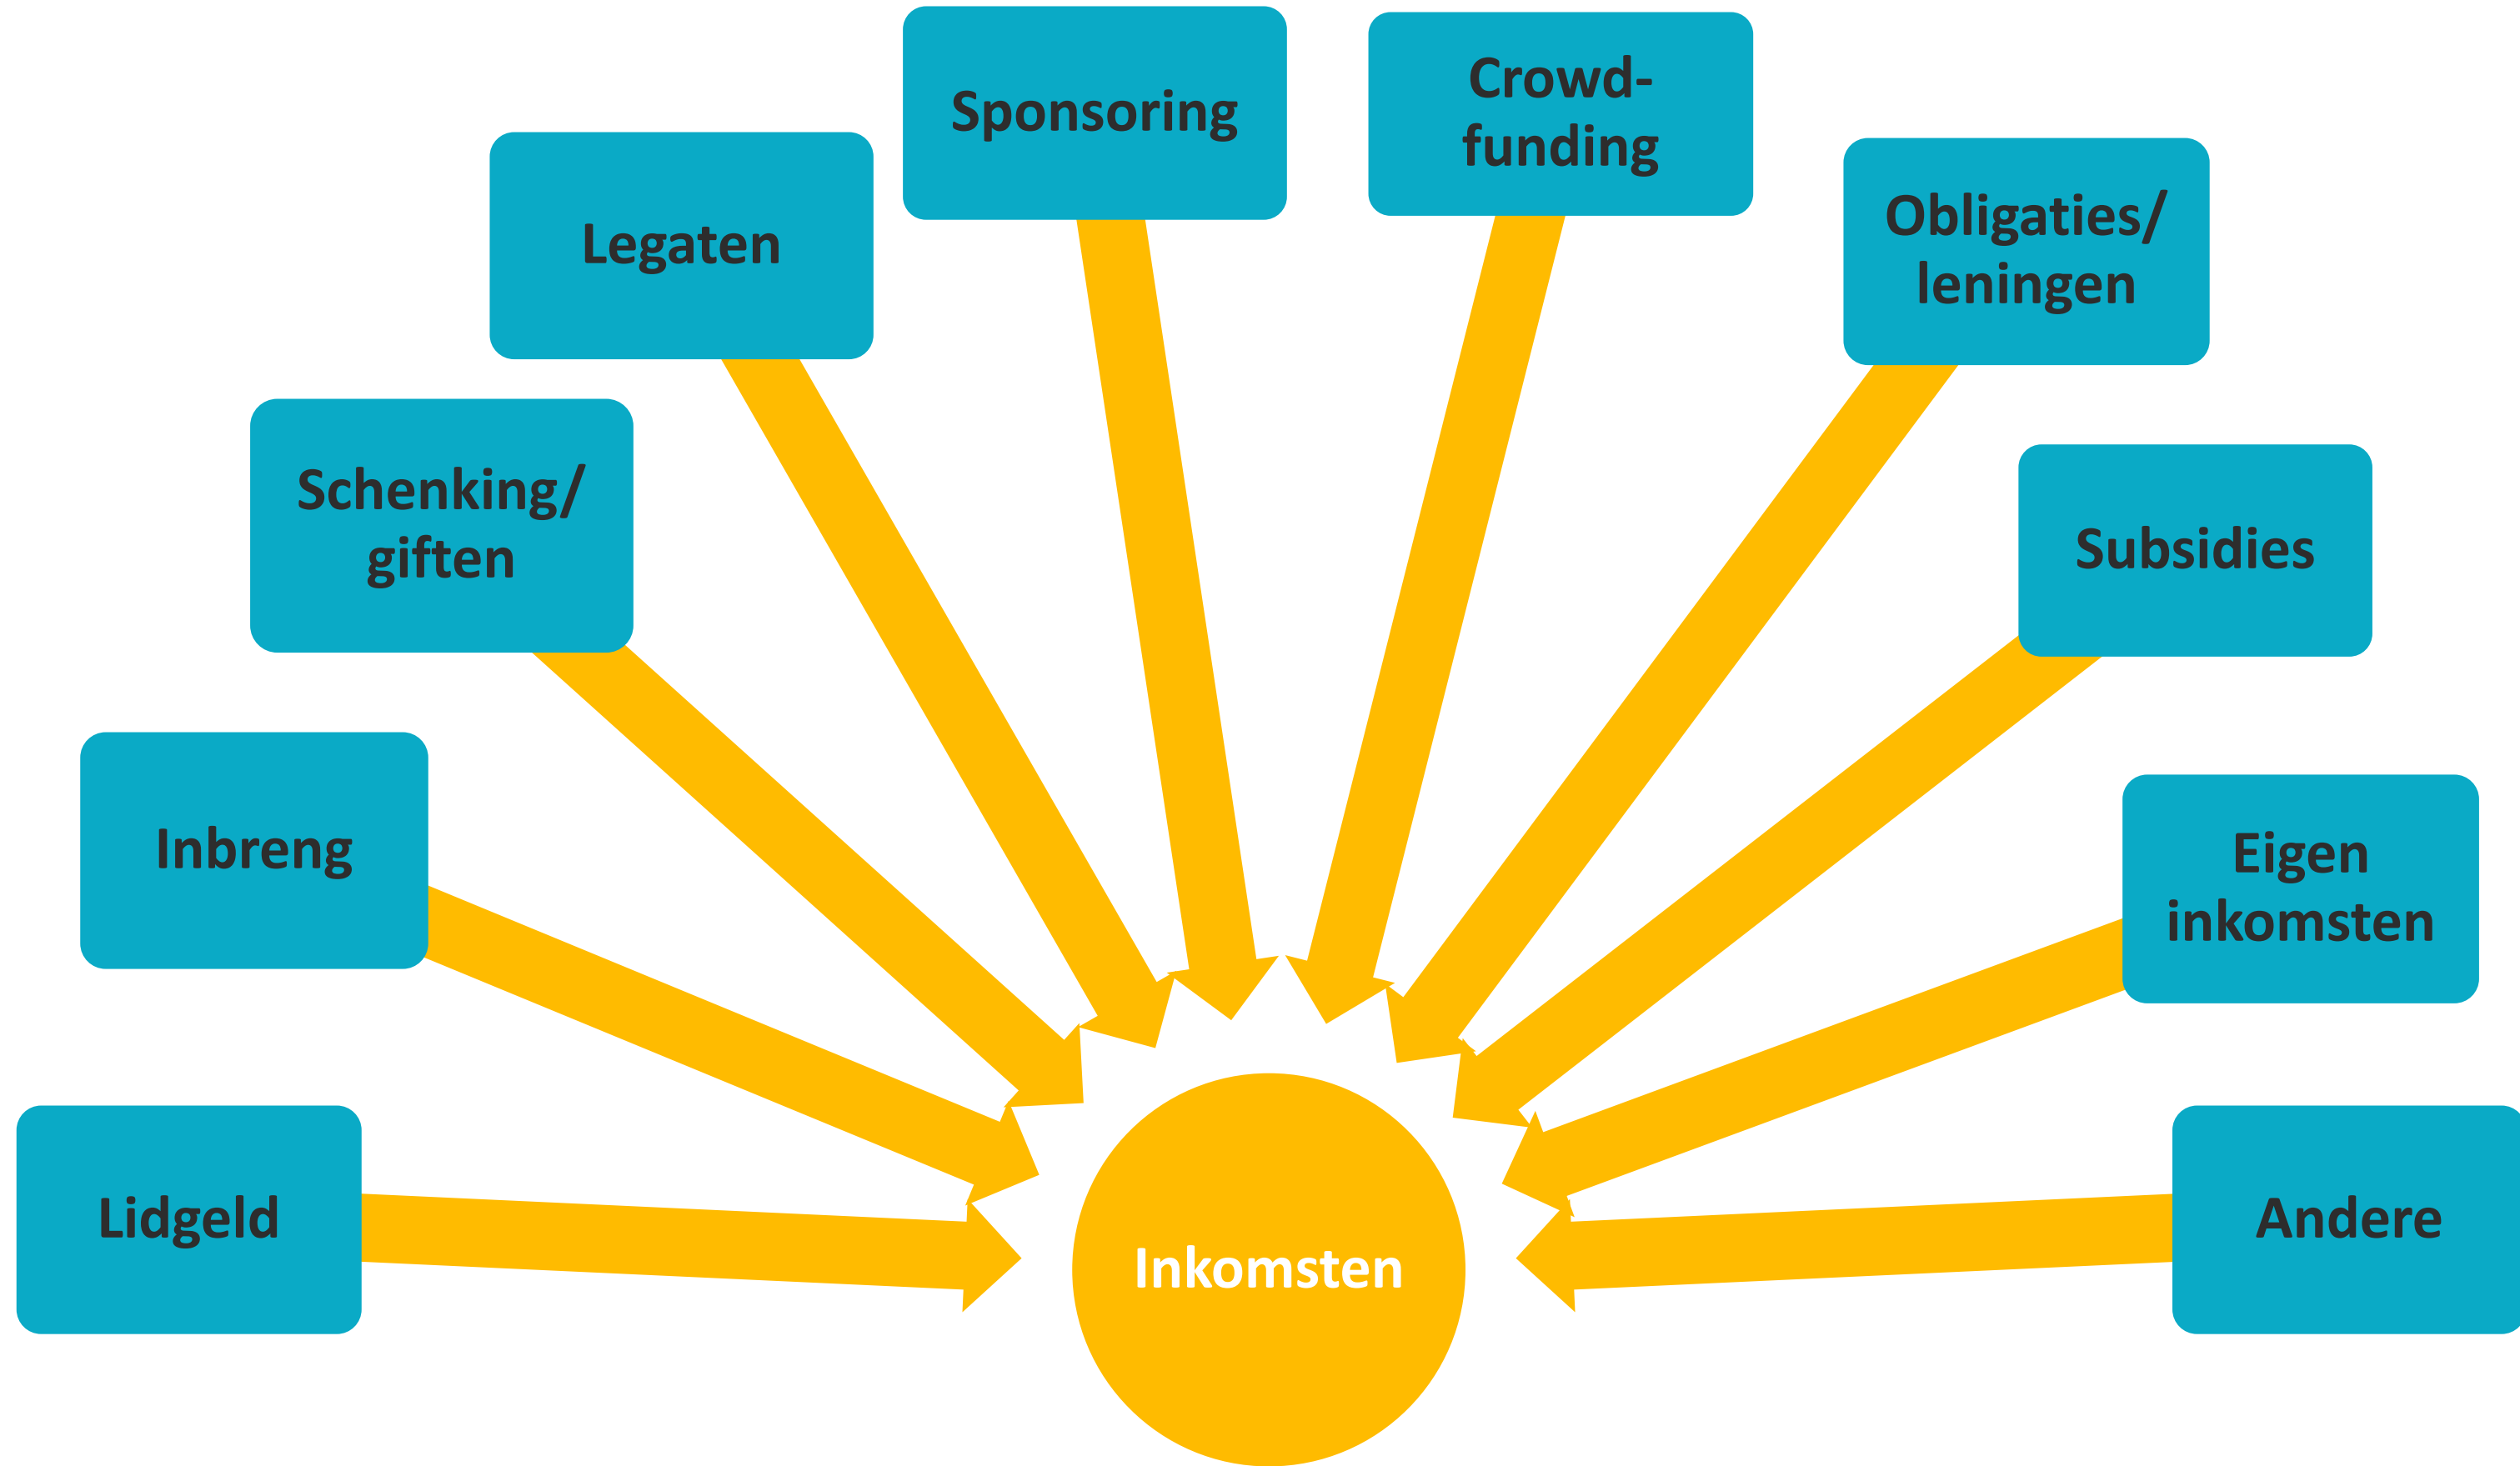 Sponsoring
Crowd-
funding
Legaten
Obligaties/
leningen
Schenking/
giften
Subsidies
Inbreng
Eigen
inkomsten
Lidgeld
Andere
Inkomsten